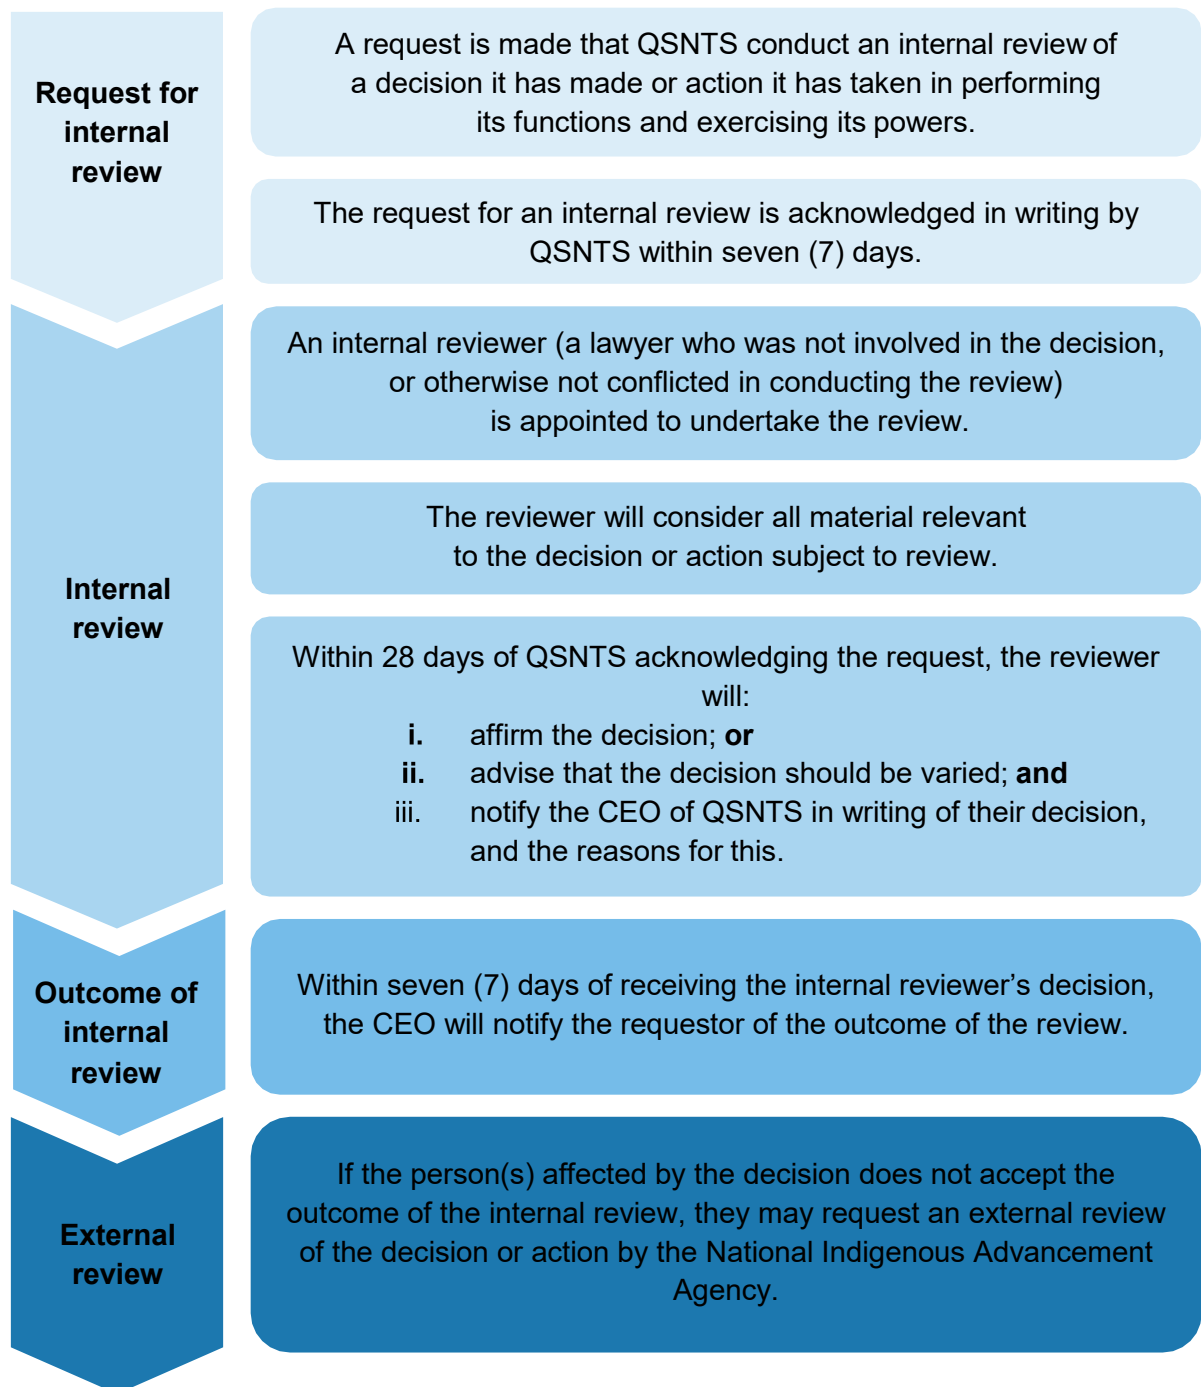 Request for
internal
review
A request is made that QSNTS conduct an internal review of
a decision it has made or action it has taken in performing
its functions and exercising its powers.
The request for an internal review is acknowledged in writing by
QSNTS within seven (7) days.
Internal
review
An internal reviewer (a lawyer who was not involved in the decision,
or otherwise not conflicted in conducting the review)
is appointed to undertake the review.
The reviewer will consider all material relevant
to the decision or action subject to review.
Within 28 days of QSNTS acknowledging the request, the reviewer
will:
i. affirm the decision; or
ii. advise that the decision should be varied; and
iii. notify the CEO of QSNTS in writing of their decision,
and the reasons for this.
Outcome of
internal
review
Within seven (7) days of receiving the internal reviewer’s decision,
the CEO will notify the requestor of the outcome of the review.
External
review
If the person(s) affected by the decision does not accept the
outcome of the internal review, they may request an external review
of the decision or action by the National Indigenous Advancement
Agency.